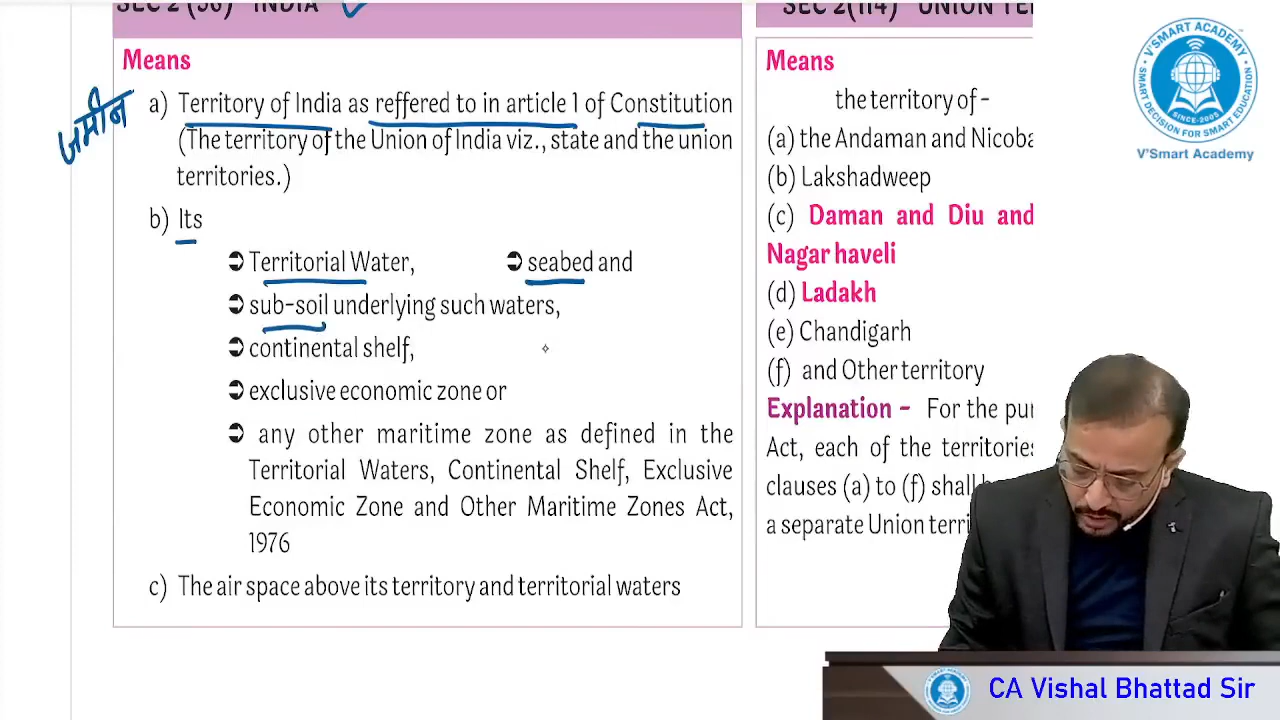 SEC 2 (56) INDIA
Means
जमीन
a) Territory of India as reffered to in article 1 of Constitution
(The territory of the Union of India viz., state and the union
territories.)
b) Its
➲ Territorial Water, ➲ seabed and
➲ sub-soil underlying such waters,
➲ continental shelf,
➲ exclusive economic zone or
➲ any other maritime zone as defined in the
Territorial Waters, Continental Shelf, Exclusive
Economic Zone and Other Maritime Zones Act,
1976
c) The air space above its territory and territorial waters
SEC 2(114) UNION TE
Means
the territory of -
(a) the Andaman and Nicoba
(b) Lakshadweep
(c) Daman and Diu and
Nagar haveli
(d) Ladakh
(e) Chandigarh
(f) and Other territory
Explanation - For the pu
Act, each of the territories
clauses (a) to (f) shall
a separate Union terri
V'SMART ACADEMY
SMART DECISION FOR SMART EDUCATION
SINCE-2005
V'Smart Academy
CA Vishal Bhattad Sir